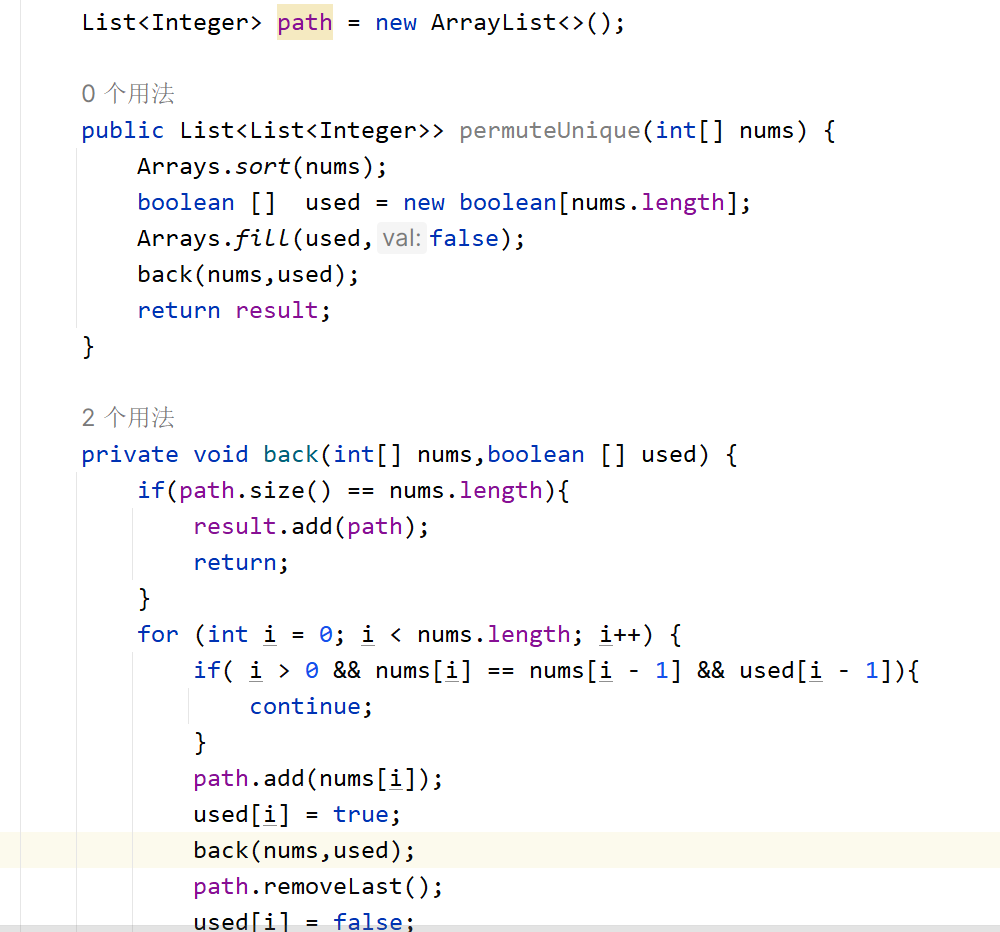 List<Integer> path = new ArrayList<>();
0 个用法
public List<List<Integer>> permuteUnique(int[] nums) {
Arrays.sort(nums);
boolean []  used = new boolean[nums.length];
Arrays.fill(used, val: false);
back(nums,used);
return result;
}
2 个用法
private void back(int[] nums,boolean [] used) {
if(path.size() == nums.length){
result.add(path);
return;
}
for (int i = 0; i < nums.length; i++) {
if( i > 0 && nums[i] == nums[i - 1] && used[i - 1]){
continue;
}
path.add(nums[i]);
used[i] = true;
back(nums,used);
path.removeLast();
used[i] = false;